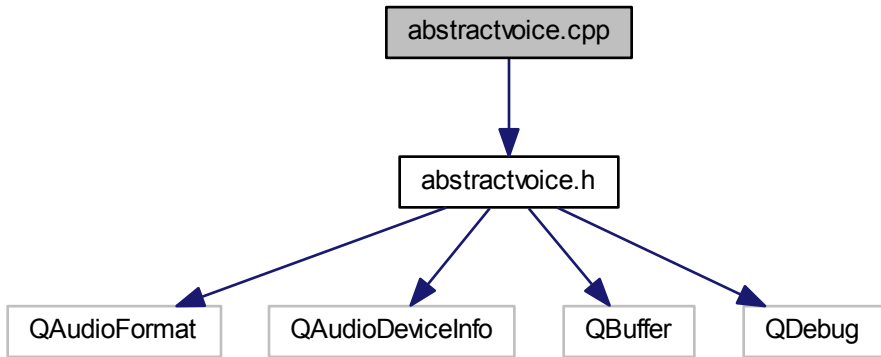 abstractvoice.cpp
abstractvoice.h
QAudioFormat
QAudioDeviceInfo
QBuffer
QDebug